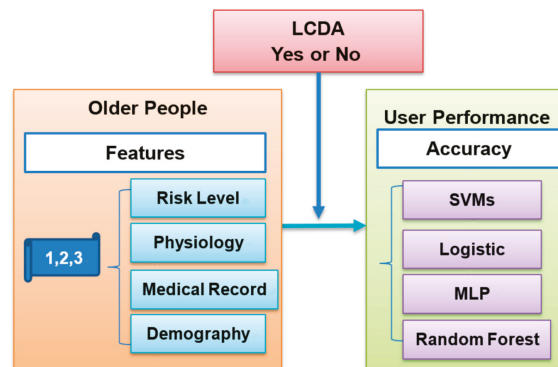 LCDA
Yes or No
Older People
Features
1,2,3
Risk Level
Physiology
Medical Record
Demography
User Performance
Accuracy
SVMs
Logistic
MLP
Random Forest